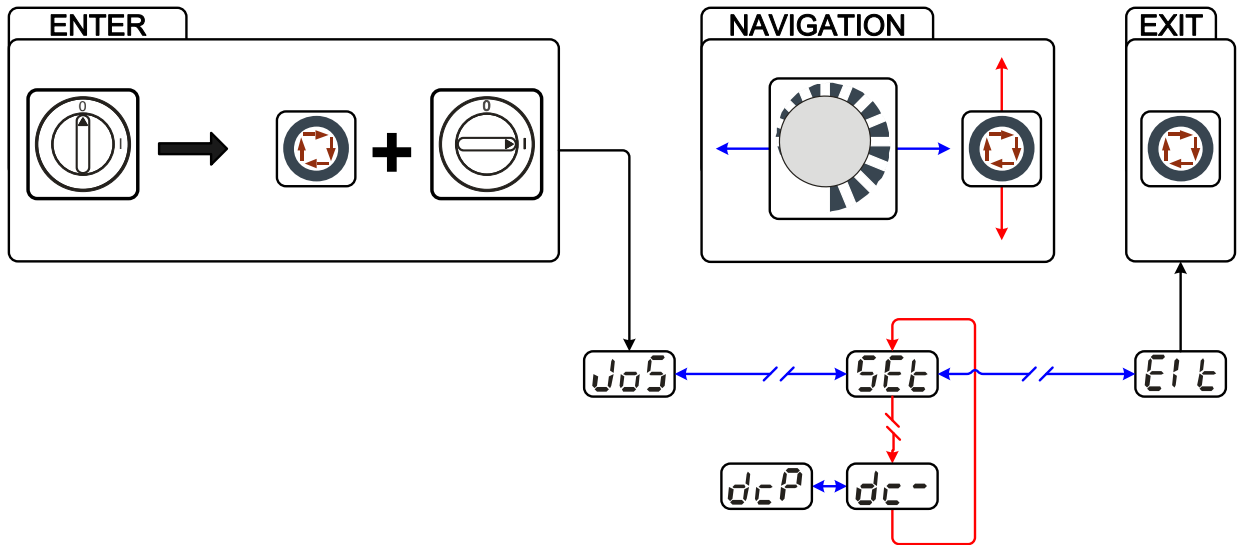 ENTER
NAVIGATION
EXIT
0
I
0
I
JoS
SEt
EIt
dcP
dc-